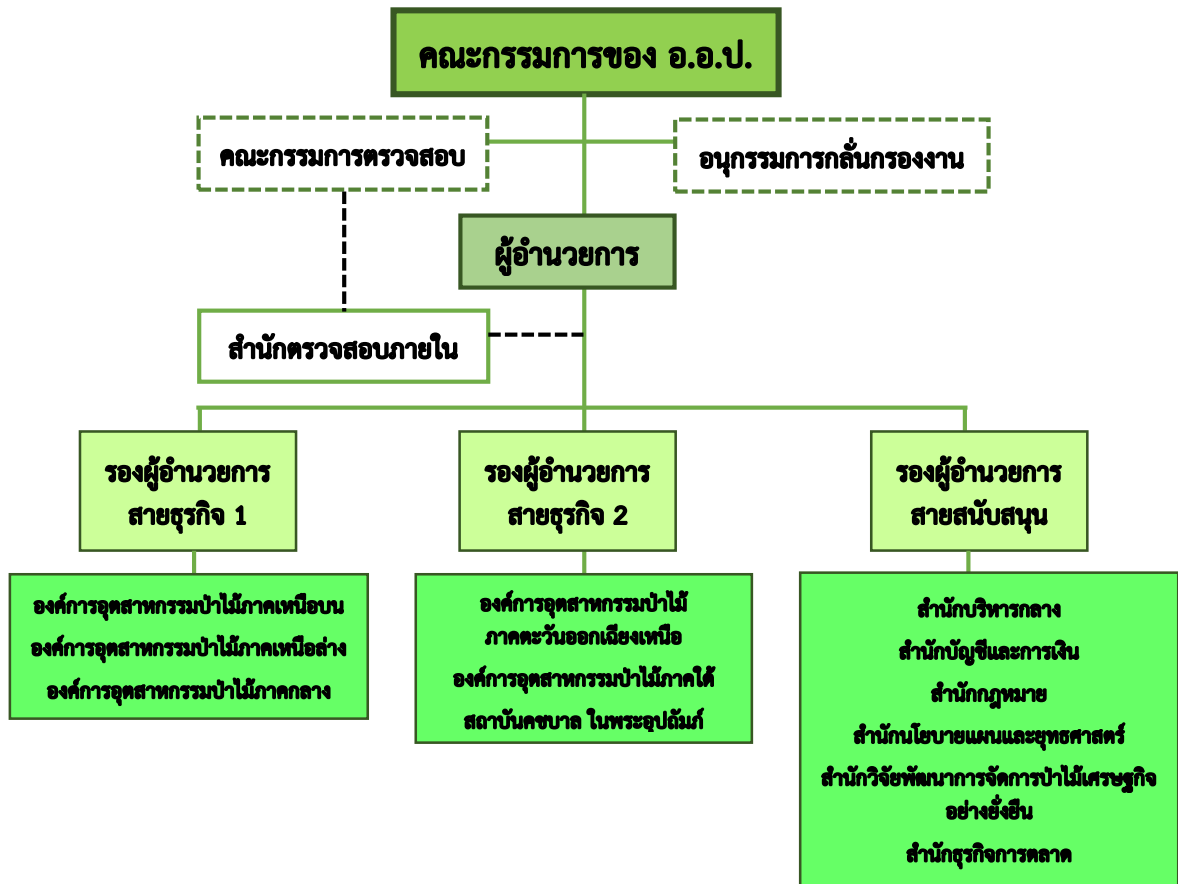 คณะกรรมการของ อ.อ.ป.
คณะกรรมการตรวจสอบ
อนุกรรมการกลั่นกรองงาน
ผู้อำนวยการ
สำนักตรวจสอบภายใน
รองผู้อำนวยการ
สายธุรกิจ 1
รองผู้อำนวยการ
สายธุรกิจ 2
รองผู้อำนวยการ
สายสนับสนุน
องค์การอุตสาหกรรมป่าไม้ภาคเหนือบน
องค์การอุตสาหกรรมป่าไม้ภาคเหนือล่าง
องค์การอุตสาหกรรมป่าไม้ภาคกลาง
องค์การอุตสาหกรรมป่าไม้
ภาคตะวันออกเฉียงเหนือ
องค์การอุตสาหกรรมป่าไม้ภาคใต้
สถาบันคชบาล ในพระอุปถัมภ์
สำนักบริหารกลาง
สำนักบัญชีและการเงิน
สำนักกฎหมาย
สำนักนโยบายแผนและยุทธศาสตร์
สำนักวิจัยพัฒนาการจัดการป่าไม้เศรษฐกิจ
อย่างยั่งยืน
สำนักธุรกิจการตลาด